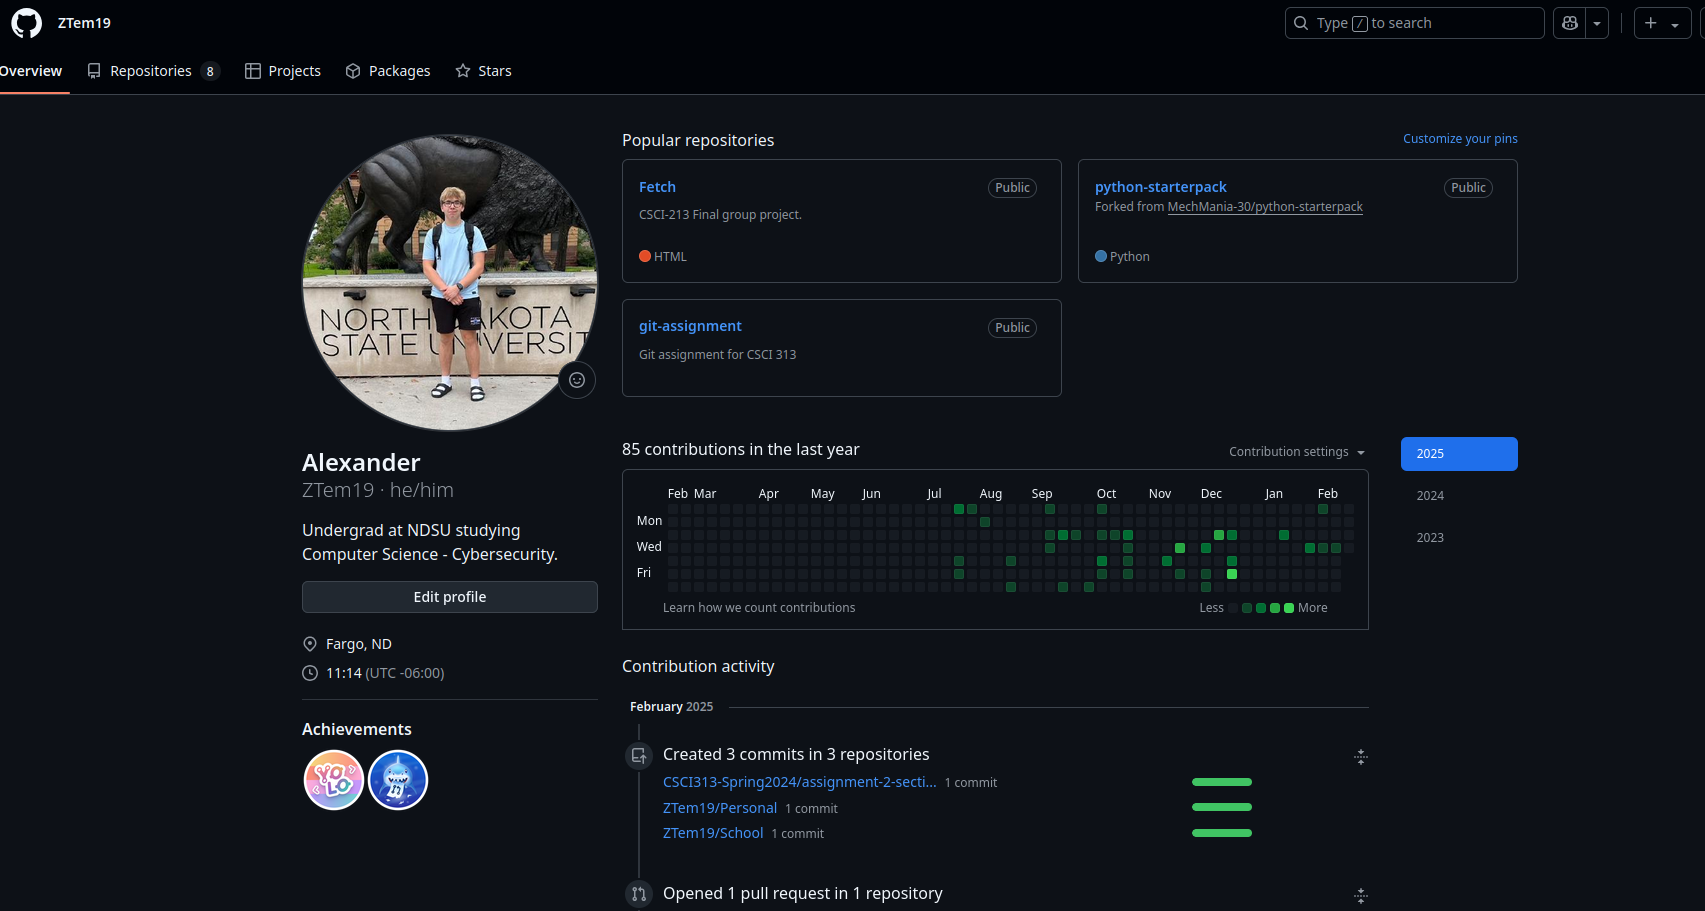 ZTem19
Type / to search
Overview
Repositories 8
Projects
Packages
Stars
Popular repositories
Customize your pins
Fetch
Public
CSCI-213 Final group project.
HTML
python-starterpack
Public
Forked from MechMania-30/python-starterpack
Python
git-assignment
Public
Git assignment for CSCI 313
NORTH AKOTA
STATE UNIVERSIT
Alexander
ZTem19 · he/him
Undergrad at NDSU studying
Computer Science - Cybersecurity.
Edit profile
Fargo, ND
11:14 (UTC -06:00)
Achievements
YOLO
85 contributions in the last year
Contribution settings
2025
2024
2023
Feb Mar Apr May Jun Jul Aug Sep Oct Nov Dec Jan Feb
Mon
Wed
Fri
Learn how we count contributions
Less
More
Contribution activity
February 2025
Created 3 commits in 3 repositories
CSCI313-Spring2024/assignment-2-secti... 1 commit
ZTem19/Personal 1 commit
ZTem19/School 1 commit
Opened 1 pull request in 1 repository